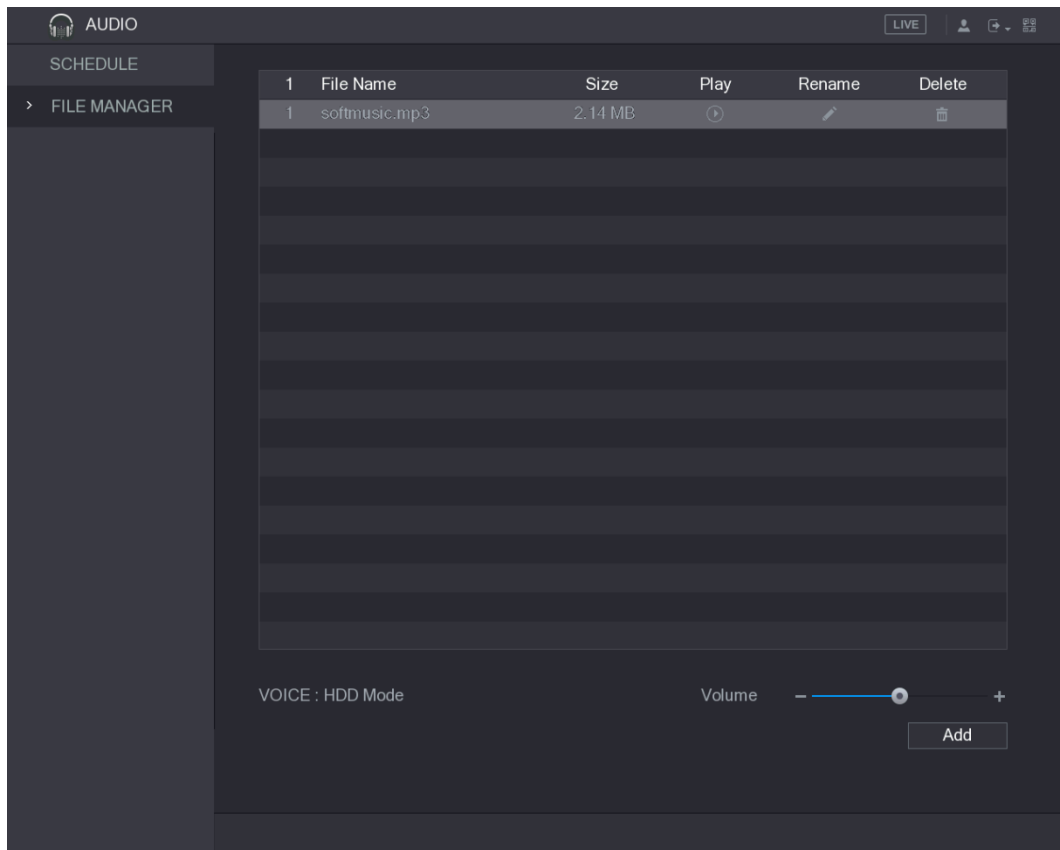 AUDIO LIVE
SCHEDULE
FILE MANAGER
1 File Name Size Play Rename Delete
1 softmusic.mp3 2.14 MB
VOICE : HDD Mode Volume
Add